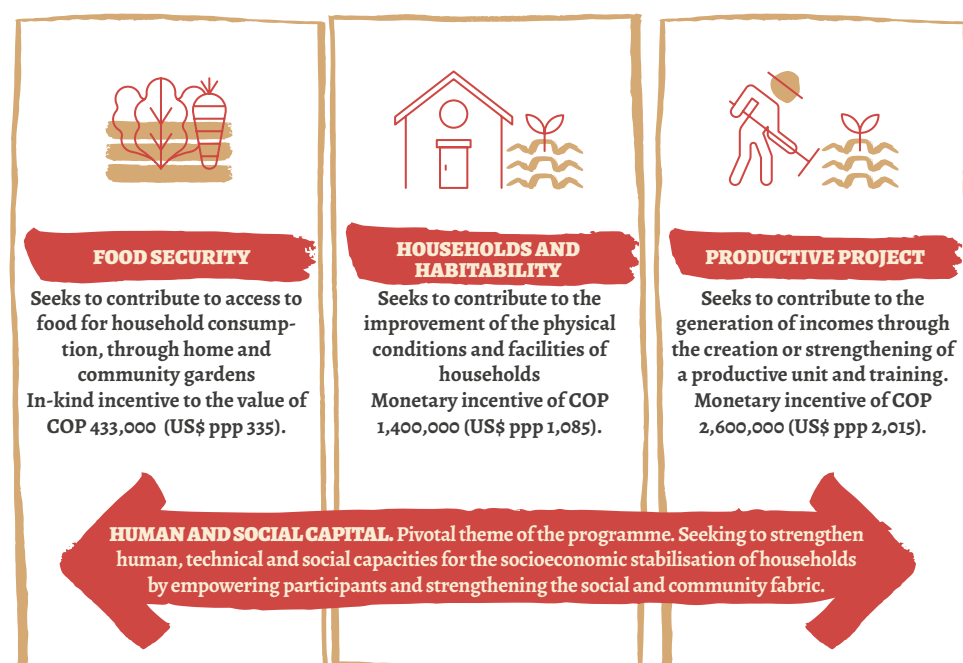 FOOD SECURITY
Seeks to contribute to access to
food for household consump-
tion, through home and
community gardens
In-kind incentive to the value of
COP 433,000 (US$ ppp 335).
HOUSEHOLDS AND
HABITABILITY
Seeks to contribute to the
improvement of the physical
conditions and facilities of
households
Monetary incentive of COP
1,400,000 (US$ ppp 1,085).
PRODUCTIVE PROJECT
Seeks to contribute to the
generation of incomes through
the creation or strengthening of
a productive unit and training.
Monetary incentive of COP
2,600,000 (US$ ppp 2,015).
HUMAN AND SOCIAL CAPITAL. Pivotal theme of the programme. Seeking to strengthen
human, technical and social capacities for the socioeconomic stabilisation of households
by empowering participants and strengthening the social and community fabric.